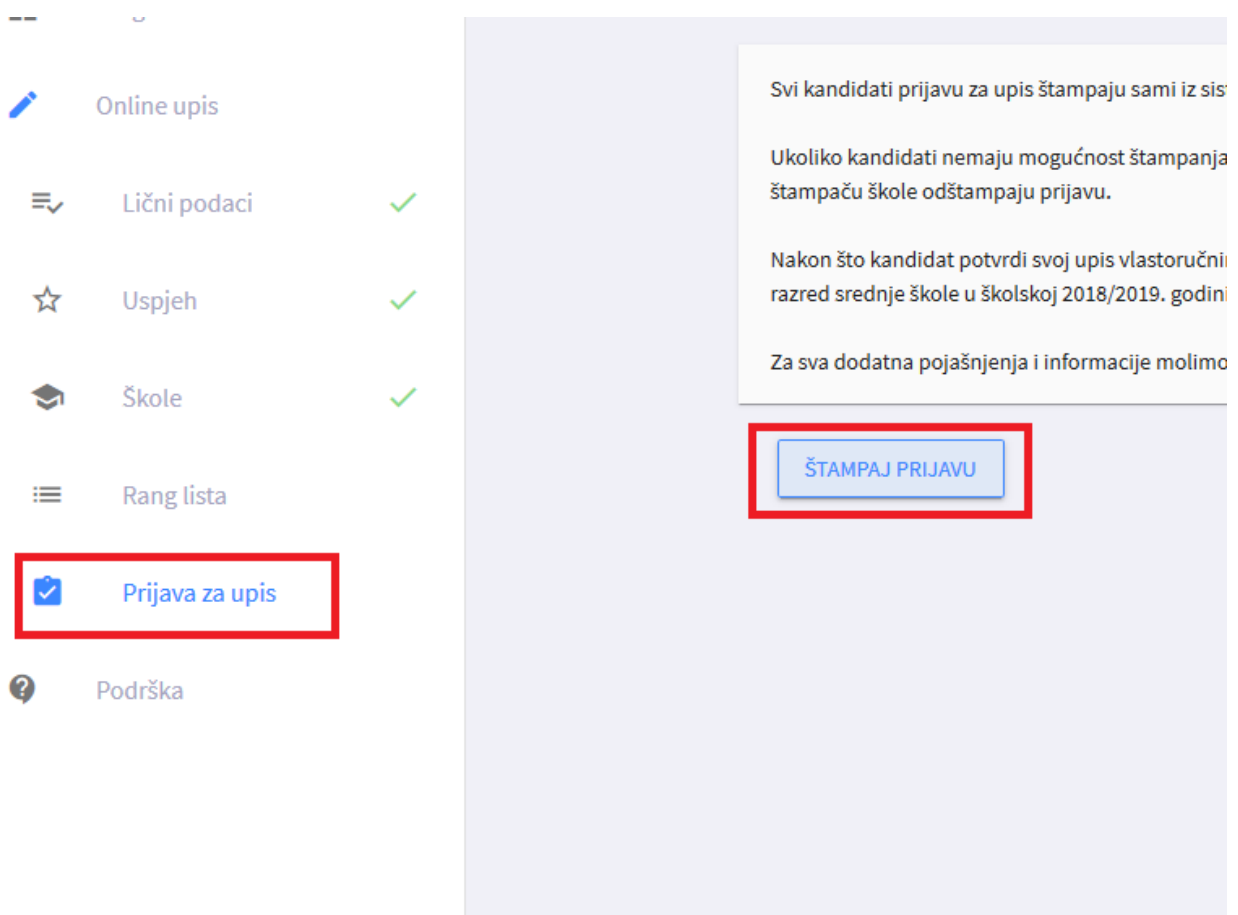 Online upis
Lični podaci
Uspjeh
Škole
Rang lista
Prijava za upis
Podrška
Svi kandidati prijavu za upis štampaju sami iz
Ukoliko kandidati nemaju mogućnost štampanja
štampaču škole odštampaju prijavu.
Nakon što kandidat potvrdi svoj upis
razred srednje škole u školskoj 2018/2019. godini
Za sva dodatna pojašnjenja i informacije molimo
ŠTAMPAJ PRIJAVU